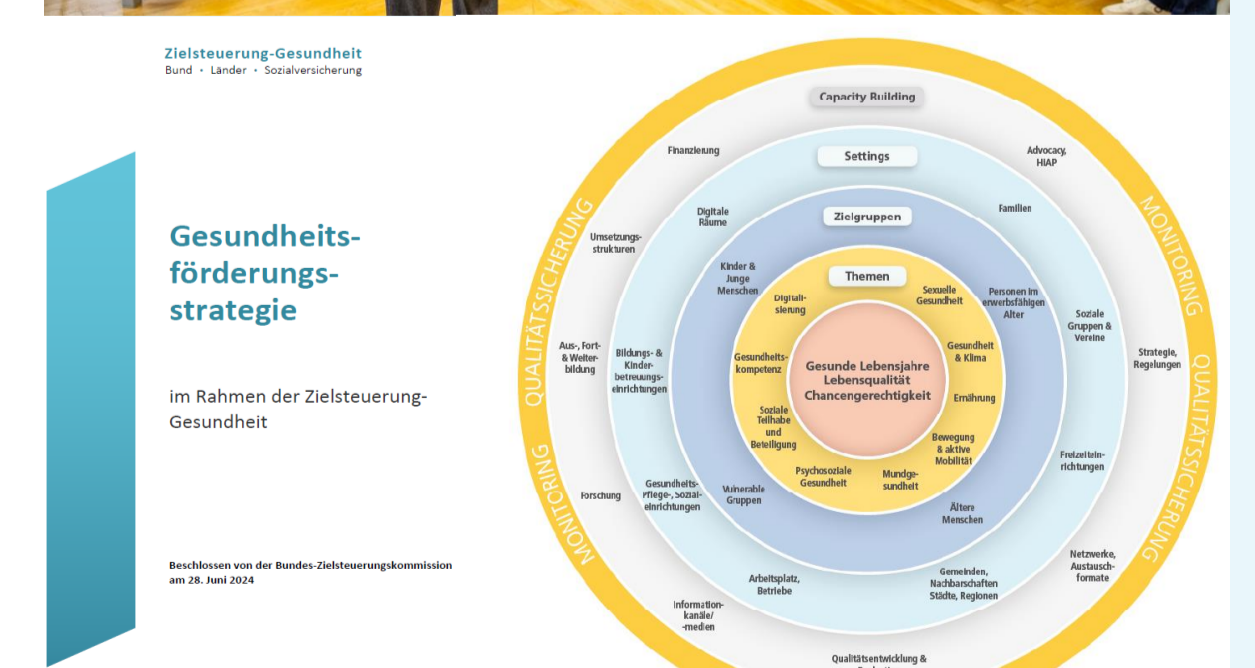 Zielsteuerung-Gesundheit
Bund • Länder • Sozialversicherung
Gesundheits-
förderungs-
strategie
im Rahmen der Zielsteuerung-
Gesundheit
Beschlossen von der Bundes-Zielsteuerungskommission
am 28. Juni 2024
QUALITÄTSSICHERUNG
MONITORING
MONITORING
QUALITÄTSSICHERUNG
Capacity Building
Finanzierung
Advocacy,
HIAP
Umsetzungs-
strukturen
Aus-, Fort-
& Weiter-
bildung
Strategie,
Regelungen
Forschung
Netzwerke,
Austausch-
formate
Information-
kanäle/
-medien
Qualitätsentwicklung &
Settings
Digitale
Räume
Familien
Bildungs- &
Kinder-
betreuungs-
einrichtungen
Soziale
Gruppen &
Vereine
Gesundheits-
Pflege-, Sozial-
einrichtungen
Freizeitein-
richtungen
Arbeitsplatz,
Betriebe
Gemeinden,
Nachbarschaften
Städte, Regionen
Zielgruppen
Kinder &
Junge
Menschen
Personen im
erwerbsfähigen
Alter
Vulnerable
Gruppen
Ältere
Menschen
Themen
Digitali-
sierung
Sexuelle
Gesundheit
Gesundheits-
kompetenz
Gesundheit
& Klima
Ernährung
Soziale
Teilhabe
und
Beteiligung
Bewegung
& aktive
Mobilität
Psychosoziale
Gesundheit
Mundge-
sundheit
Gesunde Lebensjahre
Lebensqualität
Chancengerechtigkeit